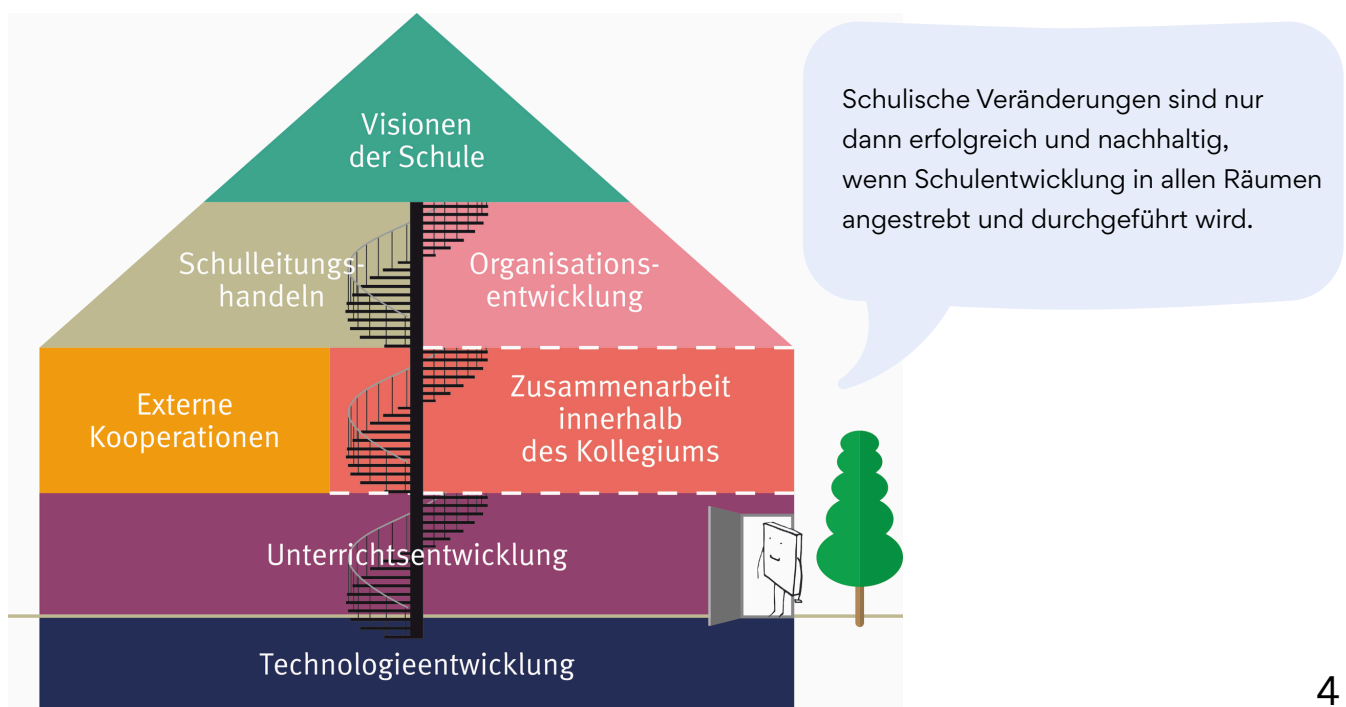 Visionen
der Schule
Schulische Veränderungen sind nur
dann erfolgreich und nachhaltig,
wenn Schulentwicklung in allen Räumen
angestrebt und durchgeführt wird.
Schulleitungs-
handeln
Organisations-
entwicklung
Externe
Kooperationen
Zusammenarbeit
innerhalb
des Kollegiums
Unterrichtsentwicklung
Technologieentwicklung
4